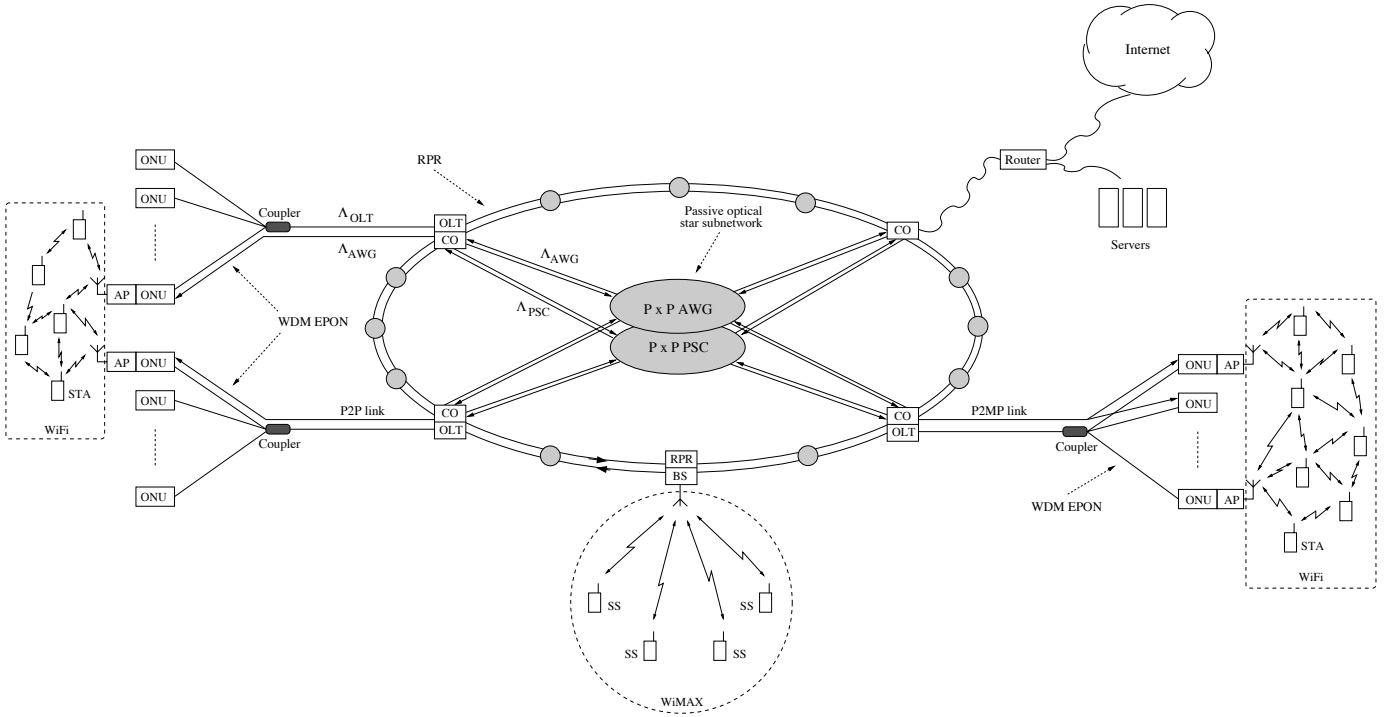 Internet
RPR
Router
ONU
ONU
Coupler
Λ OLT
Λ AWG
OLT
CO
Passive optical
star subnetwork
CO
Servers
Λ AWG
AP
ONU
Λ PSC
P x P AWG
WDM EPON
P x P PSC
AP
ONU
STA
ONU
WiFi
P2P link
Coupler
CO
OLT
ONU
CO
OLT
P2MP link
Coupler
ONU
AP
ONU
RPR
BS
WDM EPON
ONU
AP
STA
WiFi
SS
SS
SS
SS
WiMAX